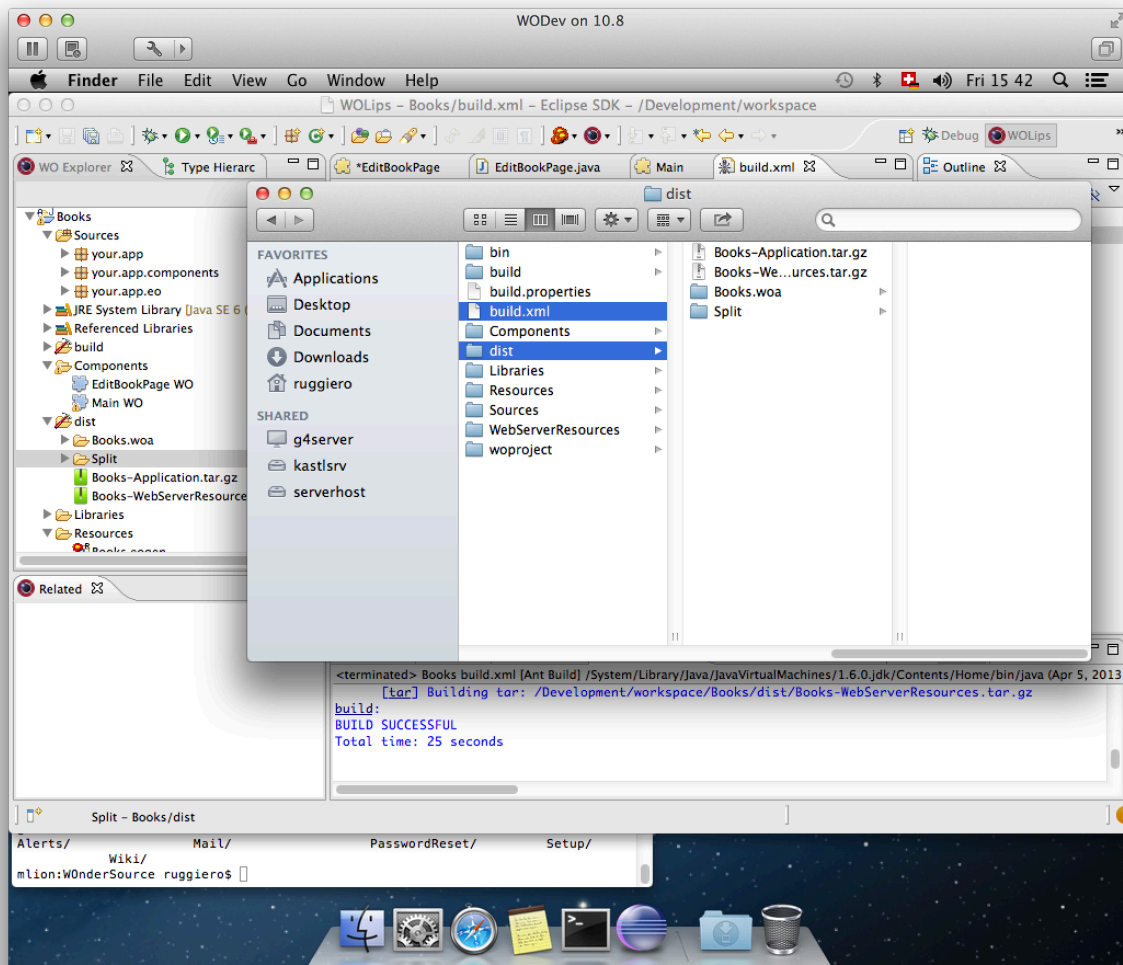 WODev on 10.8
Finder File Edit View Go Window Help Fri 15 42
WOLips – Books/build.xml – Eclipse SDK – /Development/workspace
Debug WOLips »
WO Explorer Type Hierarc *EditBookPage EditBookPage.java Main build.xml Outline
dist
Books
Sources
your.app
your.app.components
your.app.eo
JRE System Library [Java SE 6 (
Referenced Libraries
build
Components
EditBookPage WO
Main WO
dist
Books.woa
Split
Books-Application.tar.gz
Books-WebServerResource
Libraries
Resources
Books.eogen
FAVORITES
Applications
Desktop
Documents
Downloads
ruggiero
SHARED
g4server
kastlsrv
serverhost
bin
build
build.properties
build.xml
Components
dist
Libraries
Resources
Sources
WebServerResources
woproject
Books-Application.tar.gz
Books-We...urces.tar.gz
Books.woa
Split
Related
<terminated> Books build.xml [Ant Build] /System/Library/Java/JavaVirtualMachines/1.6.0.jdk/Contents/Home/bin/java (Apr 5, 2013
[tar] Building tar: /Development/workspace/Books/dist/Books-WebServerResources.tar.gz
build:
BUILD SUCCESSFUL
Total time: 25 seconds
Split – Books/dist
Alerts/ Mail/ PasswordReset/ Setup/
Wiki/
mlion:WOnderSource ruggiero$